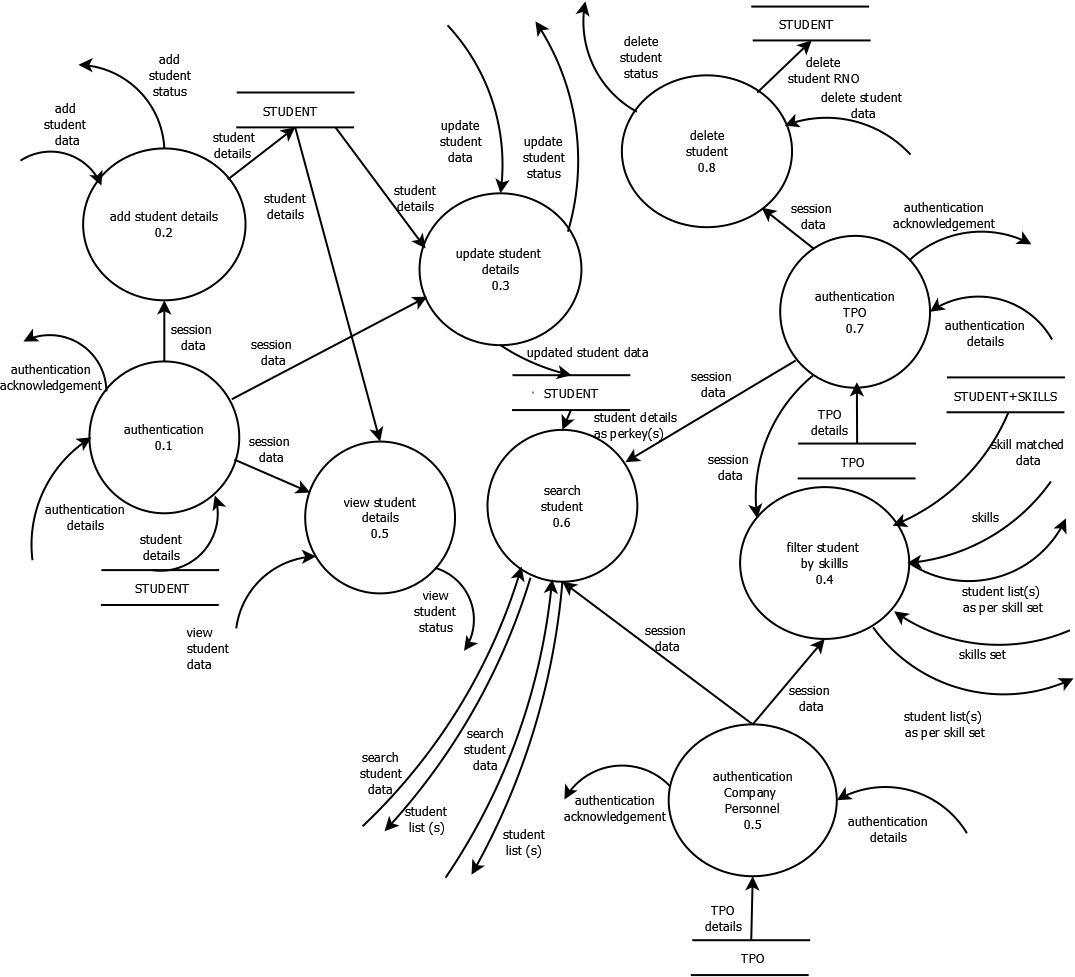 STUDENT
delete
student
status
delete
student RNO
add
student
status
add
student
data
STUDENT
student
details
update
student
data
update
student
status
delete student
data
delete
student
0.8
student
details
student
details
session
data
authentication
acknowledgement
add student details
0.2
update student
details
0.3
authentication
TPO
0.7
authentication
details
session
data
session
data
authentication
acknowledgement
updated student data
STUDENT
session
data
STUDENT+SKILLS
student details
as perkey(s)
TPO
details
TPO
authentication
0.1
session
data
session
data
skill matched
data
view student
details
0.5
search
student
0.6
skills
authentication
details
student
details
STUDENT
filter student
by skills
0.4
student list(s)
as per skill set
view
student
data
view
student
status
session
data
skills set
session
data
student list(s)
as per skill set
search
student
data
search
student
data
authentication
Company
Personnel
0.5
authentication
acknowledgement
authentication
details
student
list (s)
student
list (s)
TPO
details
TPO